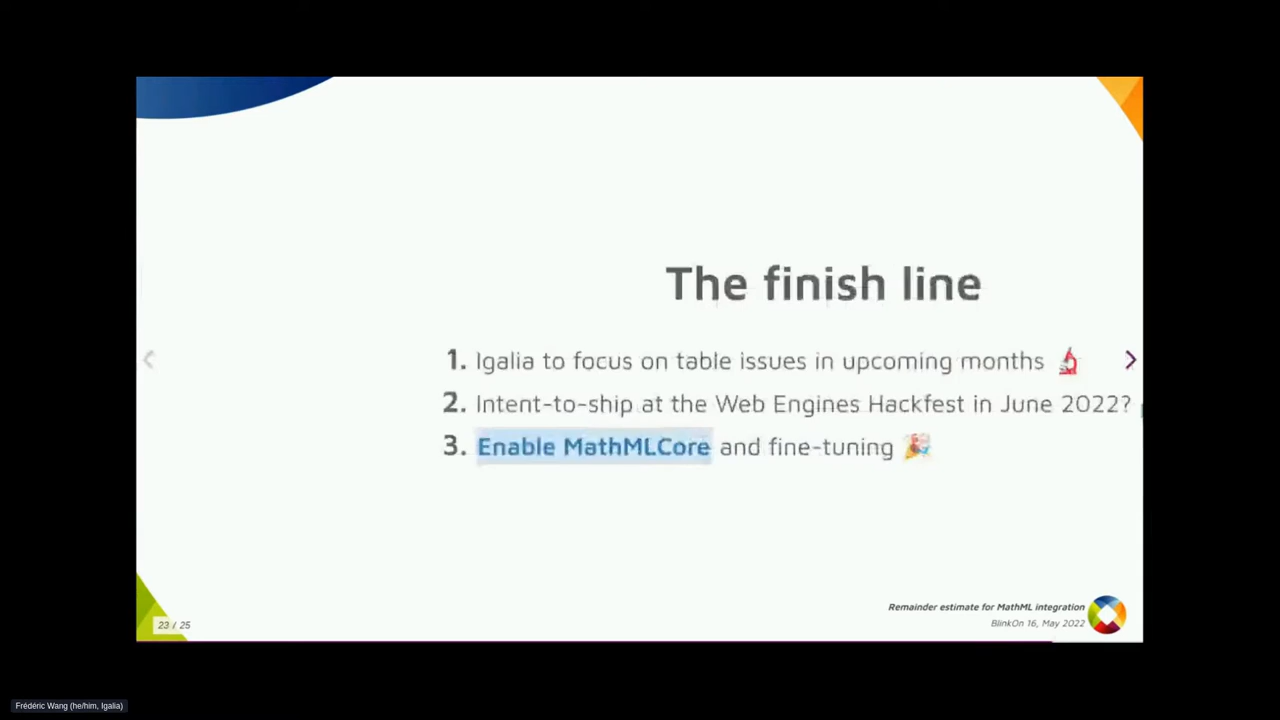 The finish line
1. Igalia to focus on table issues in upcoming months 🔬
2. Intent-to-ship at the Web Engines Hackfest in June 2022?
3. Enable MathMLCore and fine-tuning 🎉
Remainder estimate for MathML integration
BlinkOn 16, May 2022
23 / 25
Frédéric Wang (he/him, Igalia)